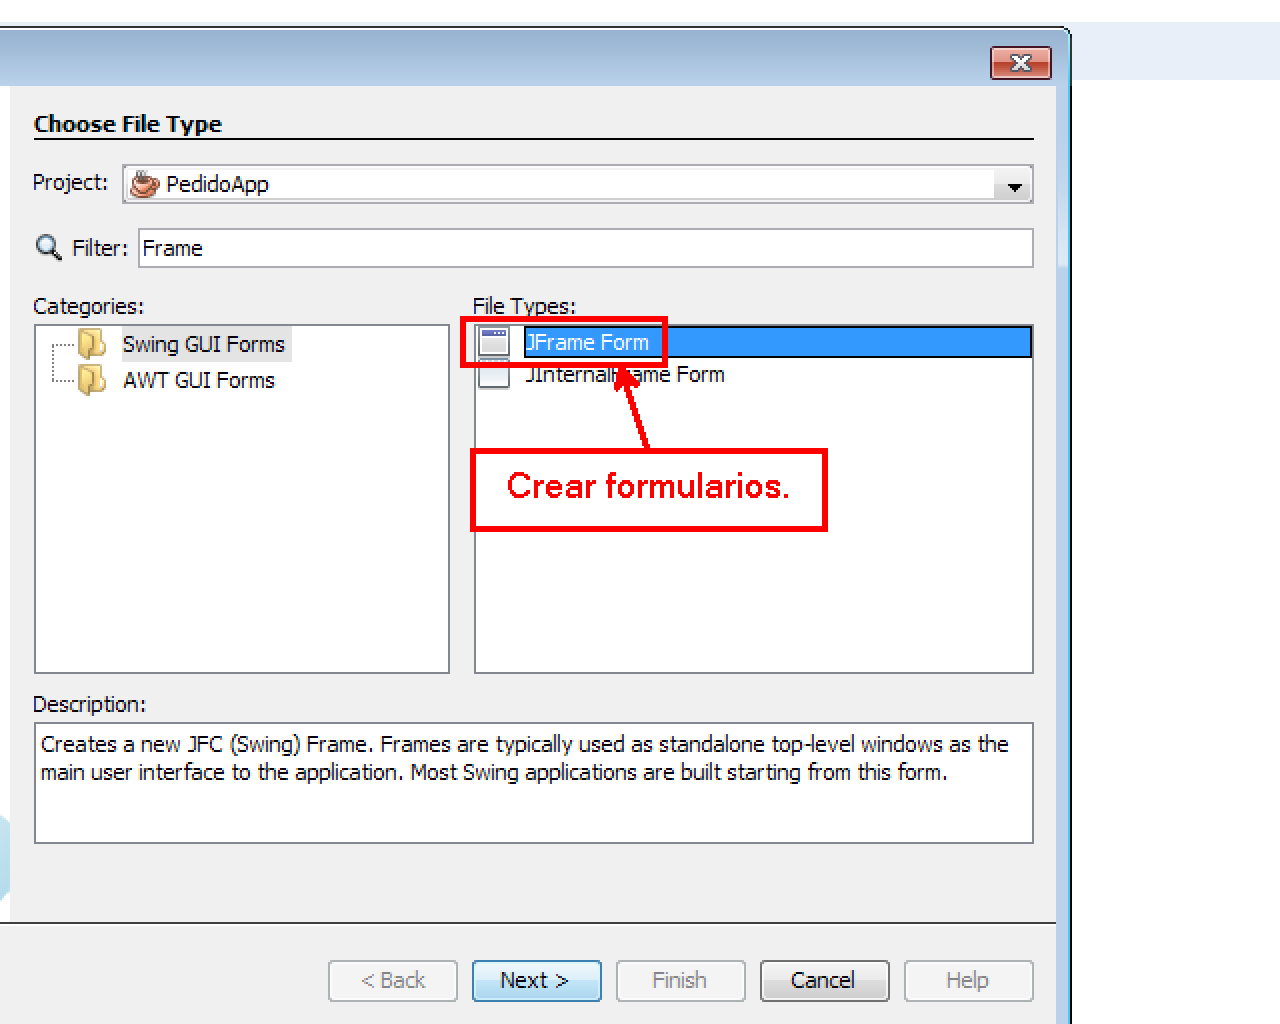 Choose File Type
Project: PedidoApp
Filter: Frame
Categories:
File Types:
Swing GUI Forms
JFrame Form
AWT GUI Forms
JInternalFrame Form
Crear formularios.
Description:
Creates a new JFC (Swing) Frame. Frames are typically used as standalone top-level windows as the
main user interface to the application. Most Swing applications are built starting from this form.
< Back
Next >
Finish
Cancel
Help